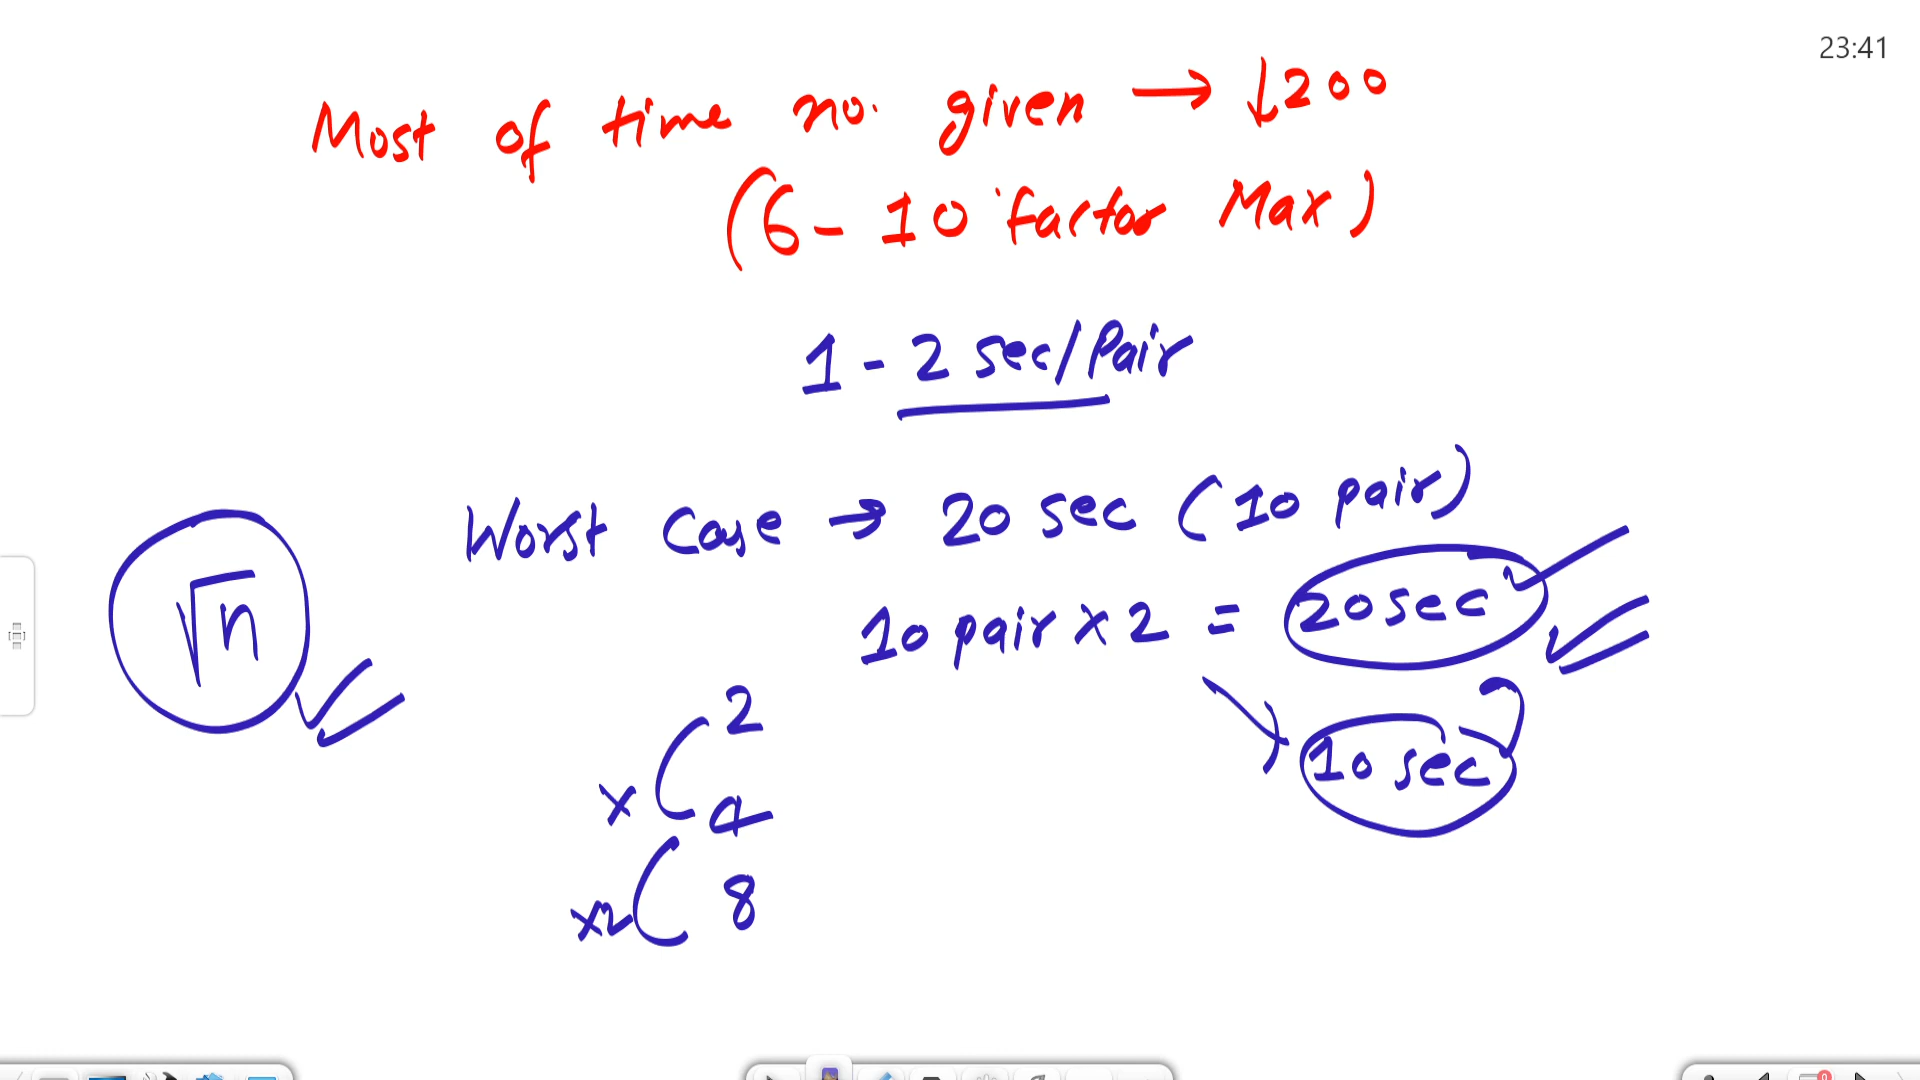 23:41
Most of time no. given → ↓200
(6 - 10 factor Max)
1 - 2 sec/Pair
Worst Case → 20 sec (10 pair)
10 pair x 2 = 20sec
√n
10 sec
2
x
4
x2
8